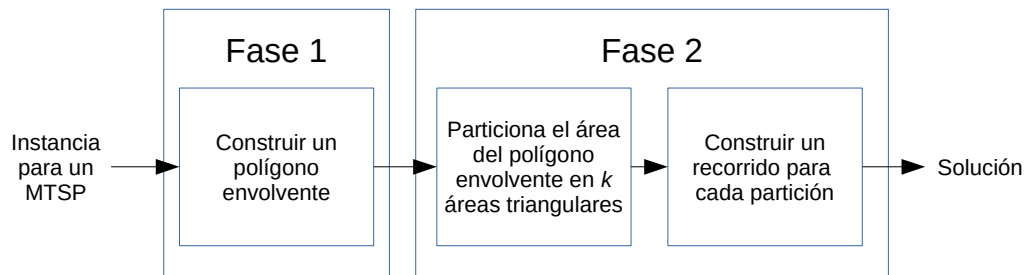 Fase 1
Fase 2
Instancia
para un
MTSP
Construir un
polígono
envolvente
Particiona el área
del polígono
envolvente en k
áreas triangulares
Construir un
recorrido para
cada partición
Solución